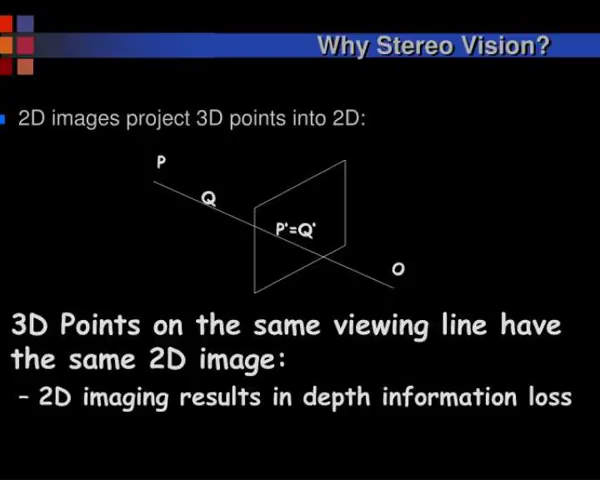 Why Stereo Vision?
2D images project 3D points into 2D:
P
Q
P'=Q'
O
3D Points on the same viewing line have
the same 2D image:
– 2D imaging results in depth information loss